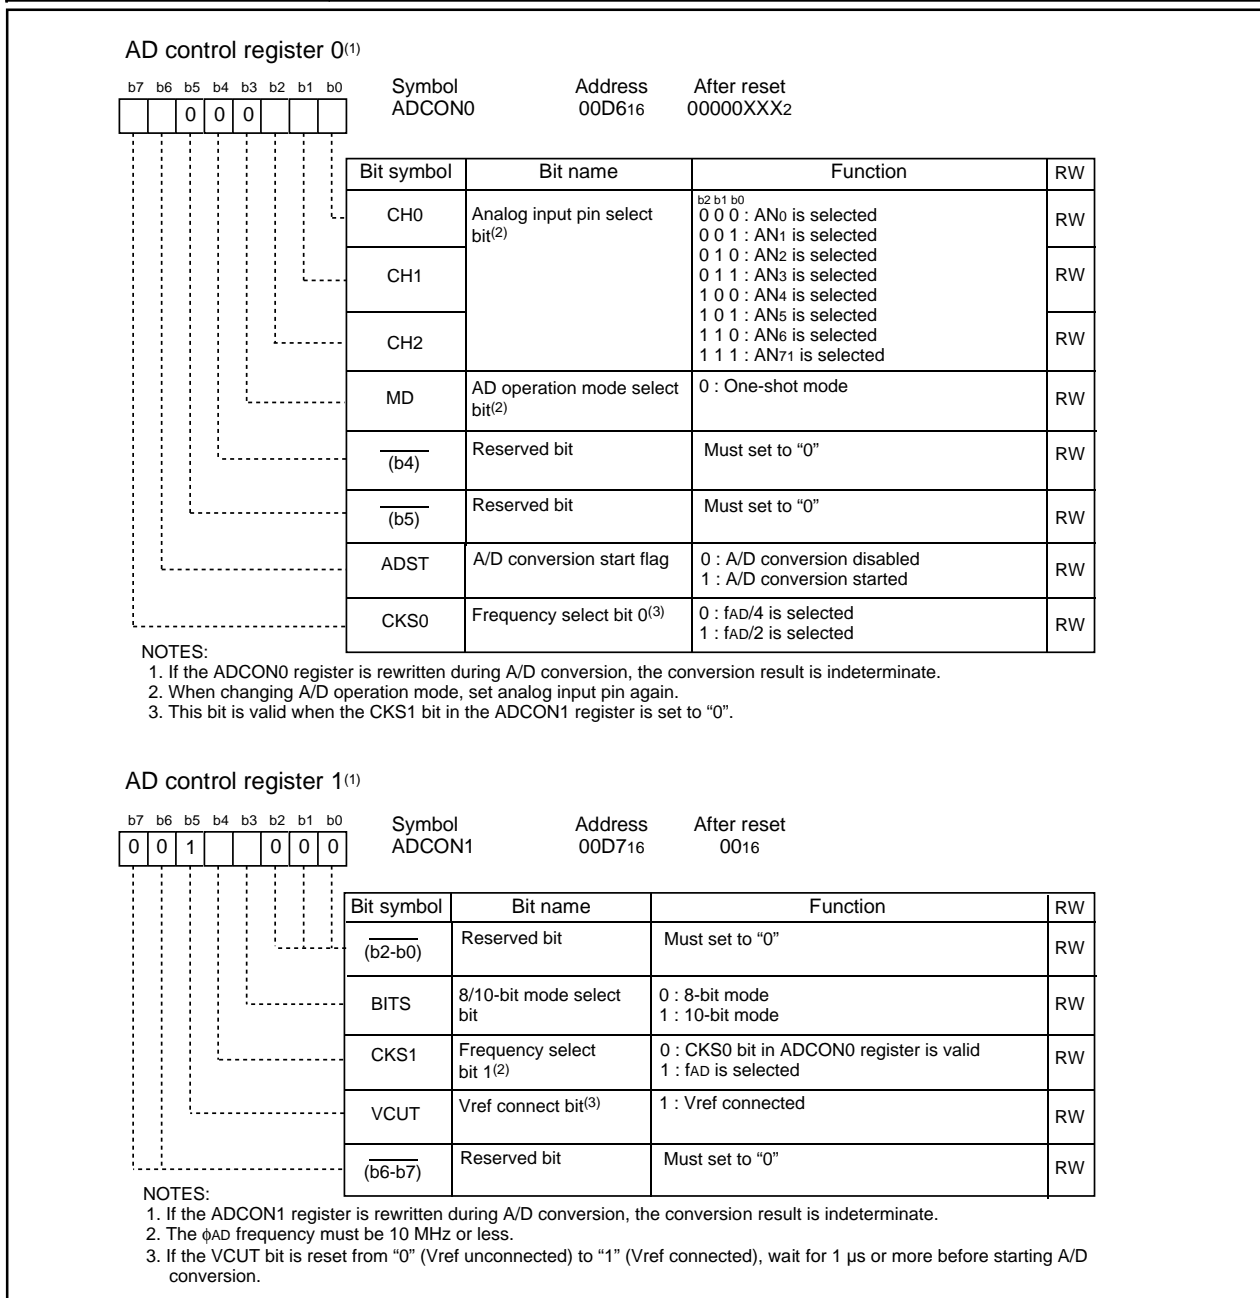 AD control register 0(1)
b7 b6 b5 b4 b3 b2 b1 b0
Symbol Address After reset
0 0 0
ADCON0 00D616 00000XXX2
Bit symbol Bit name Function RW
CH0 Analog input pin select bit(2) RW
b2 b1 b0
0 0 0 : AN0 is selected
0 0 1 : AN1 is selected
0 1 0 : AN2 is selected
CH1 RW
0 1 1 : AN3 is selected
1 0 0 : AN4 is selected
1 0 1 : AN5 is selected
CH2 RW
1 1 0 : AN6 is selected
1 1 1 : AN71 is selected
MD AD operation mode select bit(2) 0 : One-shot mode RW
(b4) Reserved bit Must set to “0” RW
(b5) Reserved bit Must set to “0” RW
ADST A/D conversion start flag 0 : A/D conversion disabled
1 : A/D conversion started RW
CKS0 Frequency select bit 0(3) 0 : fAD/4 is selected
1 : fAD/2 is selected RW
NOTES:
1. If the ADCON0 register is rewritten during A/D conversion, the conversion result is indeterminate.
2. When changing A/D operation mode, set analog input pin again.
3. This bit is valid when the CKS1 bit in the ADCON1 register is set to “0”.
AD control register 1(1)
b7 b6 b5 b4 b3 b2 b1 b0
Symbol Address After reset
0 0 1 0 0 0
ADCON1 00D716 0016
Bit symbol Bit name Function RW
(b2-b0) Reserved bit Must set to “0” RW
BITS 8/10-bit mode select bit 0 : 8-bit mode
1 : 10-bit mode RW
CKS1 Frequency select bit 1(2) 0 : CKS0 bit in ADCON0 register is valid
1 : fAD is selected RW
VCUT Vref connect bit(3) 1 : Vref connected RW
(b6-b7) Reserved bit Must set to “0” RW
NOTES:
1. If the ADCON1 register is rewritten during A/D conversion, the conversion result is indeterminate.
2. The ϕAD frequency must be 10 MHz or less.
3. If the VCUT bit is reset from “0” (Vref unconnected) to “1” (Vref connected), wait for 1 µs or more before starting A/D
conversion.